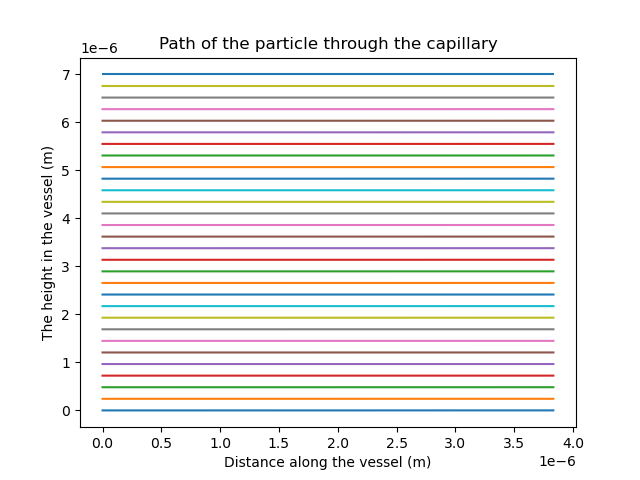 Path of the particle through the capillary
1e−6
7
6
5
4
3
2
1
0
The height in the vessel (m)
0.0 0.5 1.0 1.5 2.0 2.5 3.0 3.5 4.0
Distance along the vessel (m)
1e−6